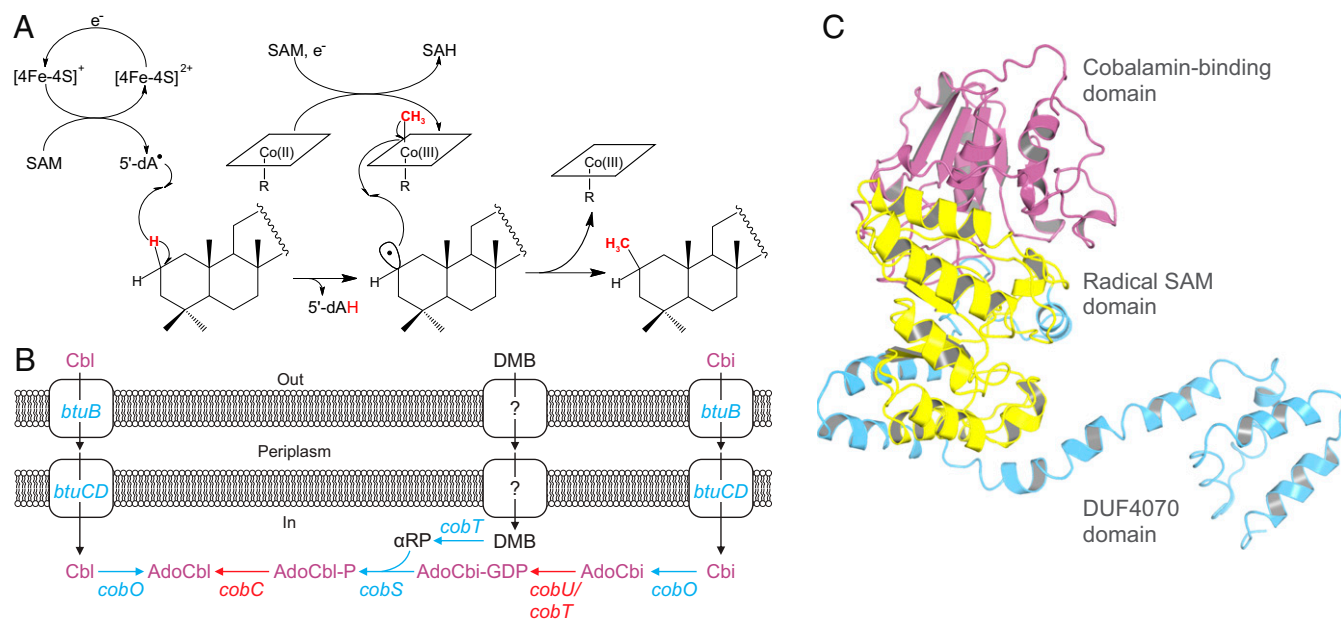 A
e-
[4Fe-4S]+
[4Fe-4S]2+
SAM
5'-dA•
SAM, e-
SAH
Co(II)
R
CH3
Co(III)
R
Co(III)
R
H
H
5'-dAH
H
•
H3C
H
B
Cbl
DMB
Cbi
Out
btuB
?
btuB
Periplasm
btuCD
?
btuCD
In
cobT
αRP
DMB
Cbl
AdoCbl
AdoCbl-P
AdoCbi-GDP
AdoCbi
Cbi
cobO
cobC
cobS
cobU/
cobT
cobO
C
Cobalamin-binding
domain
Radical SAM
domain
DUF4070
domain